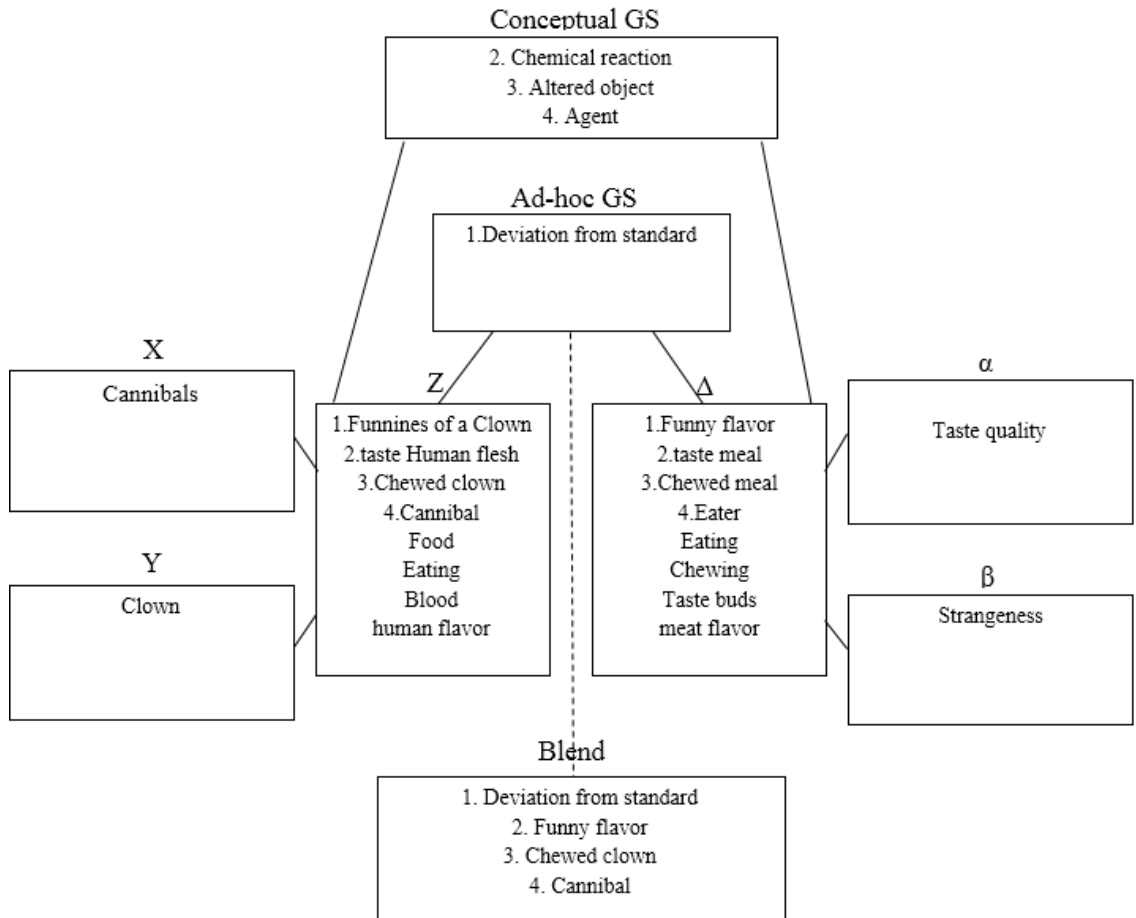 Conceptual GS
2. Chemical reaction
3. Altered object
4. Agent
Ad-hoc GS
1.Deviation from standard
X
Cannibals
Y
Clown
Z
1.Funnines of a Clown
2.taste Human flesh
3.Chewed clown
4.Cannibal
Food
Eating
Blood
human flavor
Δ
1.Funny flavor
2.taste meal
3.Chewed meal
4.Eater
Eating
Chewing
Taste buds
meat flavor
α
Taste quality
β
Strangeness
Blend
1. Deviation from standard
2. Funny flavor
3. Chewed clown
4. Cannibal